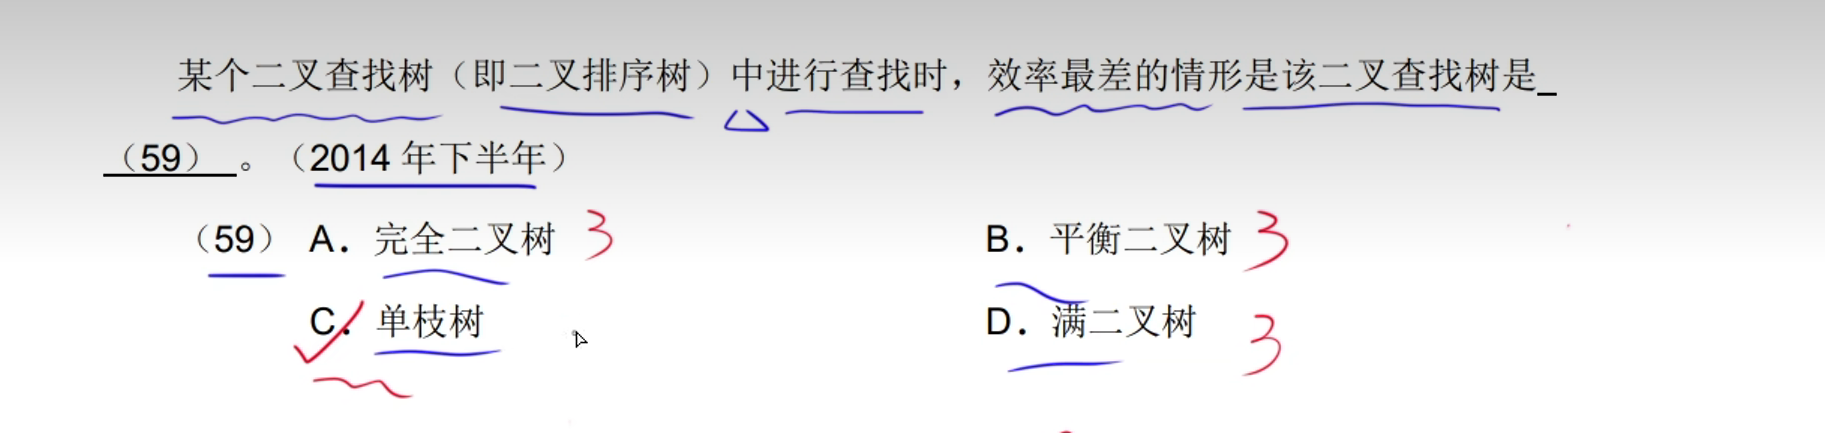 某个二叉查找树（即二叉排序树）中进行查找时，效率最差的情形是该二叉查找树是_
（59） 。（2014 年下半年）
（59） A．完全二叉树 3 B．平衡二叉树 3
C．单枝树 D．满二叉树 3